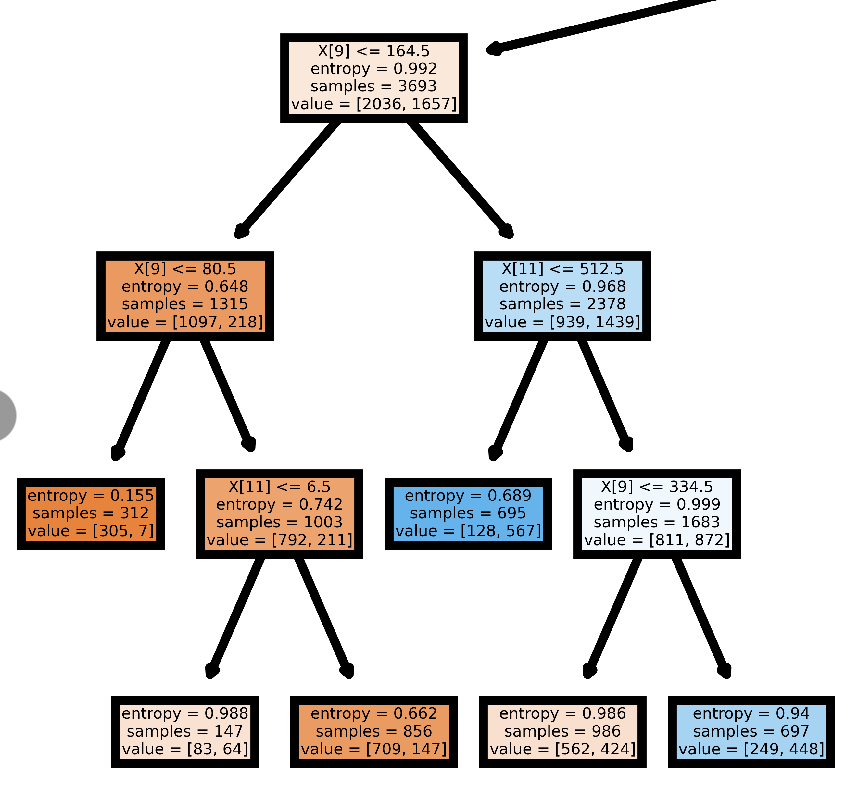 X[9] <= 164.5
entropy = 0.992
samples = 3693
value = [2036, 1657]
X[9] <= 80.5
entropy = 0.648
samples = 1315
value = [1097, 218]
X[11] <= 512.5
entropy = 0.968
samples = 2378
value = [939, 1439]
entropy = 0.155
samples = 312
value = [305, 7]
X[11] <= 6.5
entropy = 0.742
samples = 1003
value = [792, 211]
entropy = 0.689
samples = 695
value = [128, 567]
X[9] <= 334.5
entropy = 0.999
samples = 1683
value = [811, 872]
entropy = 0.988
samples = 147
value = [83, 64]
entropy = 0.662
samples = 856
value = [709, 147]
entropy = 0.986
samples = 986
value = [562, 424]
entropy = 0.94
samples = 697
value = [249, 448]